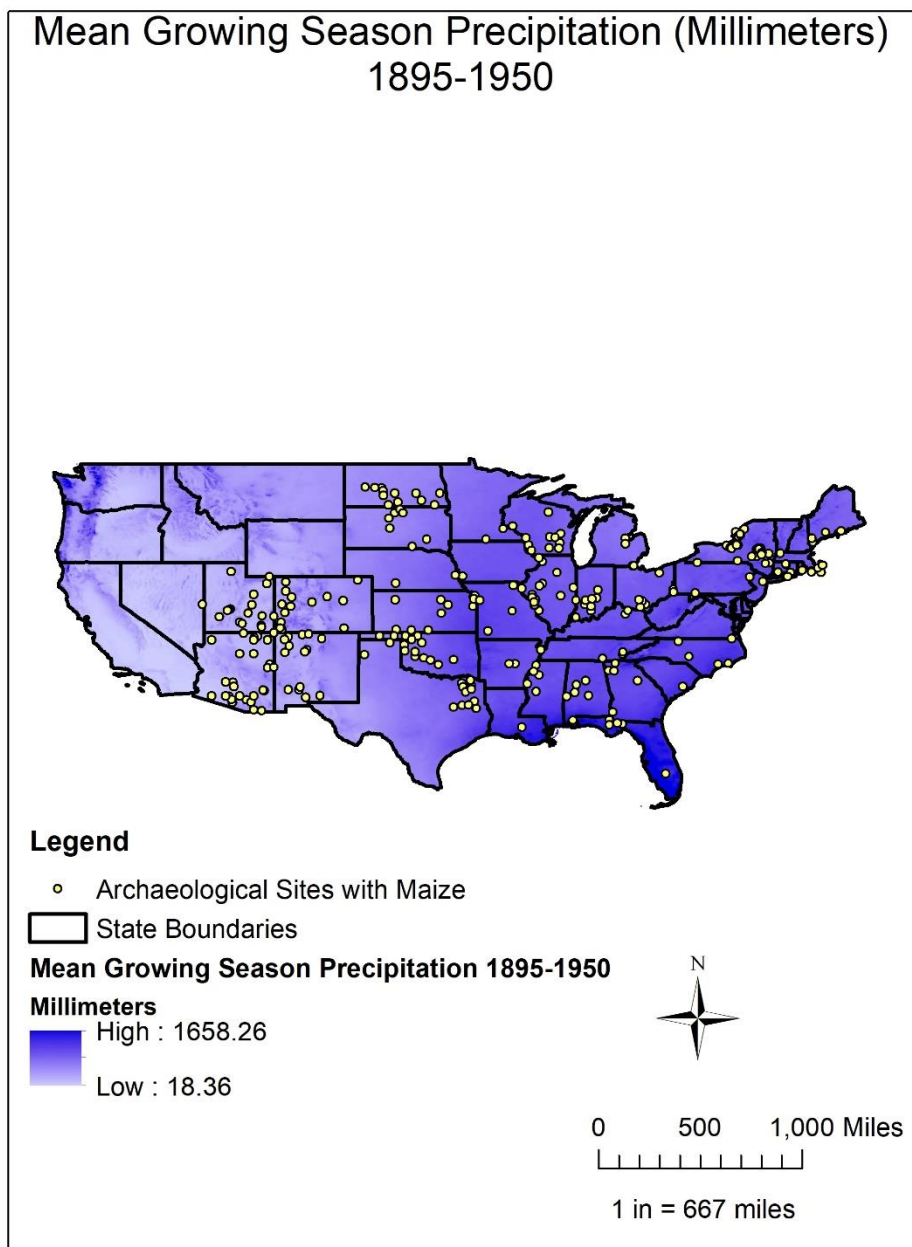 Mean Growing Season Precipitation (Millimeters)
1895-1950
Legend
Archaeological Sites with Maize
State Boundaries
Mean Growing Season Precipitation 1895-1950
Millimeters
High : 1658.26
Low : 18.36
N
0 500 1,000 Miles
1 in = 667 miles